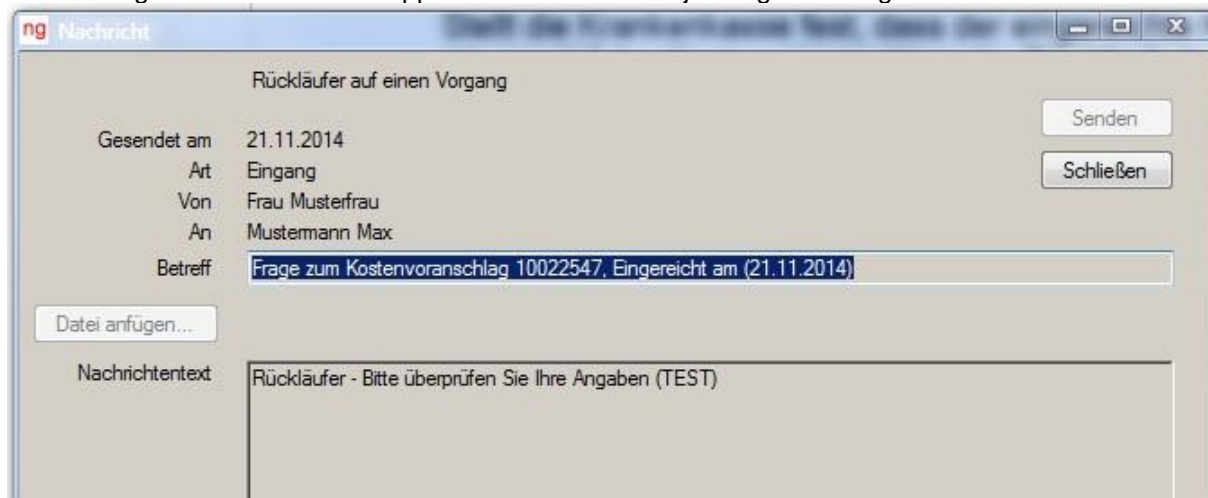 ng Nachricht
Rückläufer auf einen Vorgang
Senden
Gesendet am 21.11.2014
Art Eingang
Schließen
Von Frau Musterfrau
An Mustermann Max
Betreff Frage zum Kostenvoranschlag 10022547, Eingereicht am (21.11.2014)
Datei anfügen...
Nachrichtentext Rückläufer - Bitte überprüfen Sie Ihre Angaben (TEST)